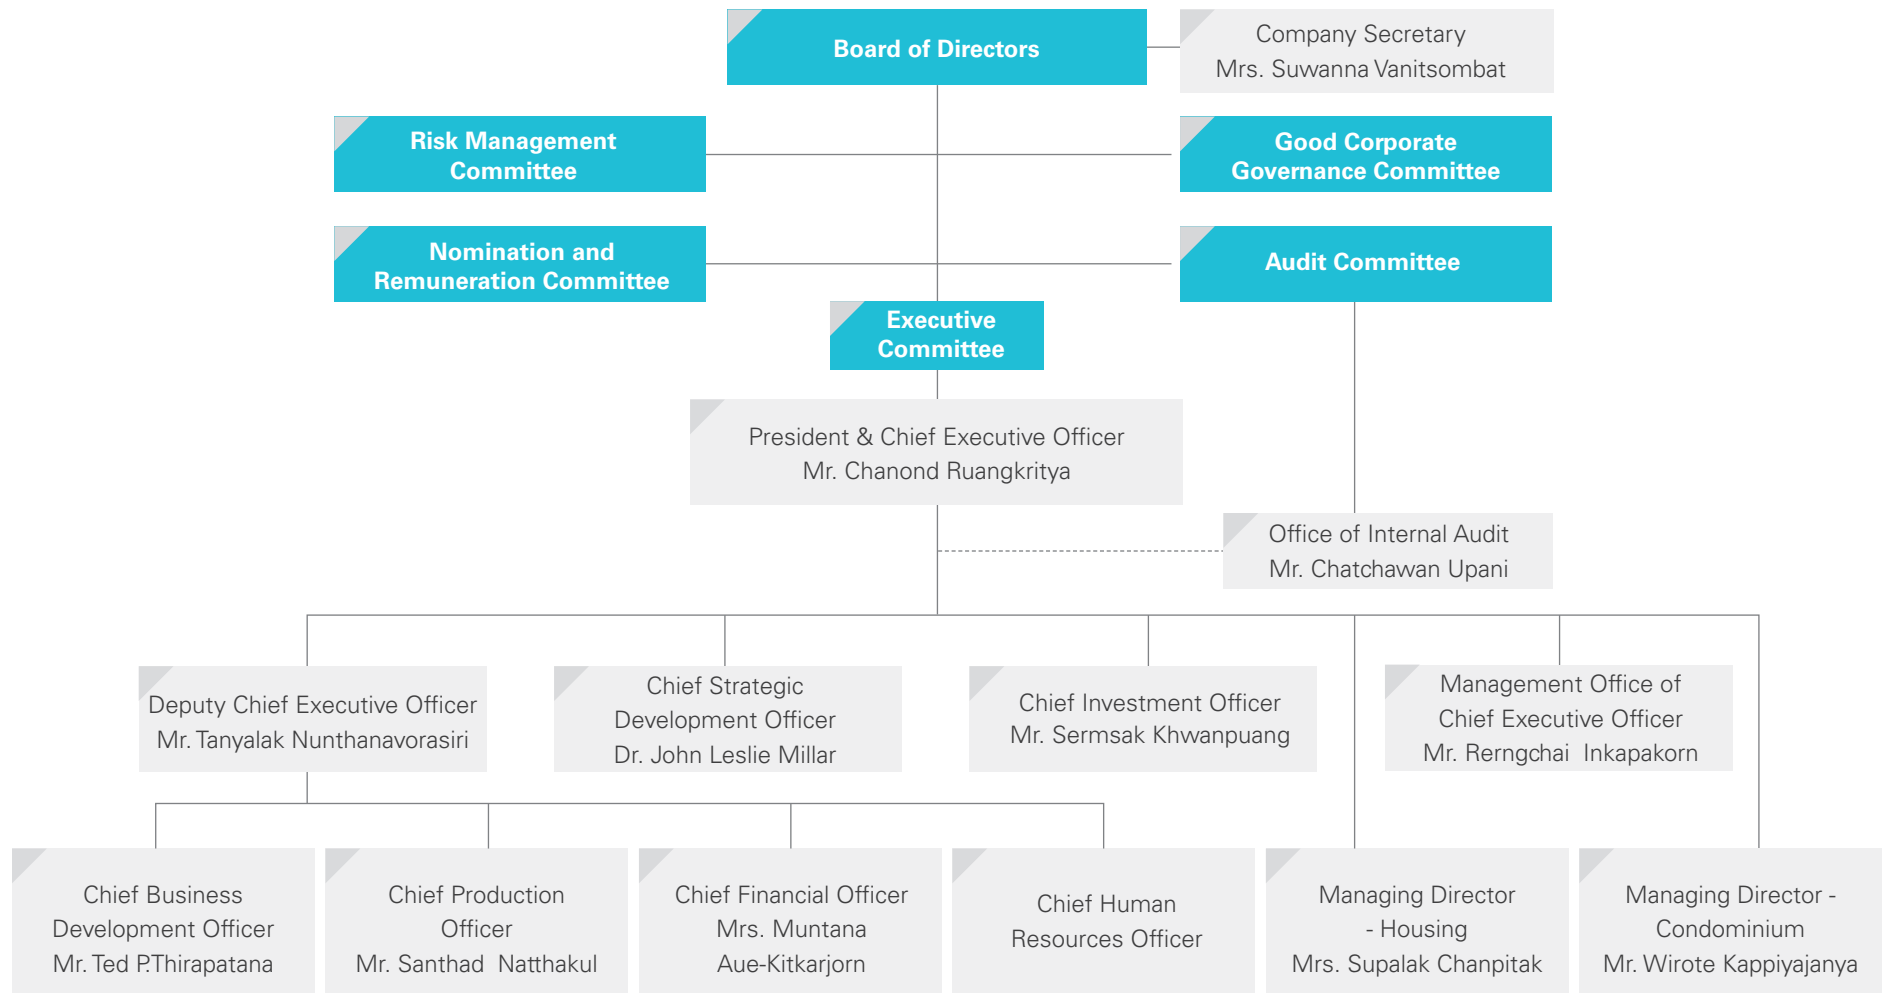 Board of Directors
Company Secretary
Mrs. Suwanna Vanitsombat
Risk Management
Committee
Good Corporate
Governance Committee
Nomination and
Remuneration Committee
Audit Committee
Executive
Committee
President & Chief Executive Officer
Mr. Chanond Ruangkritya
Office of Internal Audit
Mr. Chatchawan Upani
Deputy Chief Executive Officer
Mr. Tanyalak Nunthanavorasiri
Chief Strategic
Development Officer
Dr. John Leslie Millar
Chief Investment Officer
Mr. Sermsak Khwanpuang
Management Office of
Chief Executive Officer
Mr. Rerngchai Inkapakorn
Chief Business
Development Officer
Mr. Ted P.Thirapatana
Chief Production
Officer
Mr. Santhad Natthakul
Chief Financial Officer
Mrs. Muntana
Aue-Kitkarjorn
Chief Human
Resources Officer
Managing Director
- Housing
Mrs. Supalak Chanpitak
Managing Director -
Condominium
Mr. Wirote Kappiyajanya